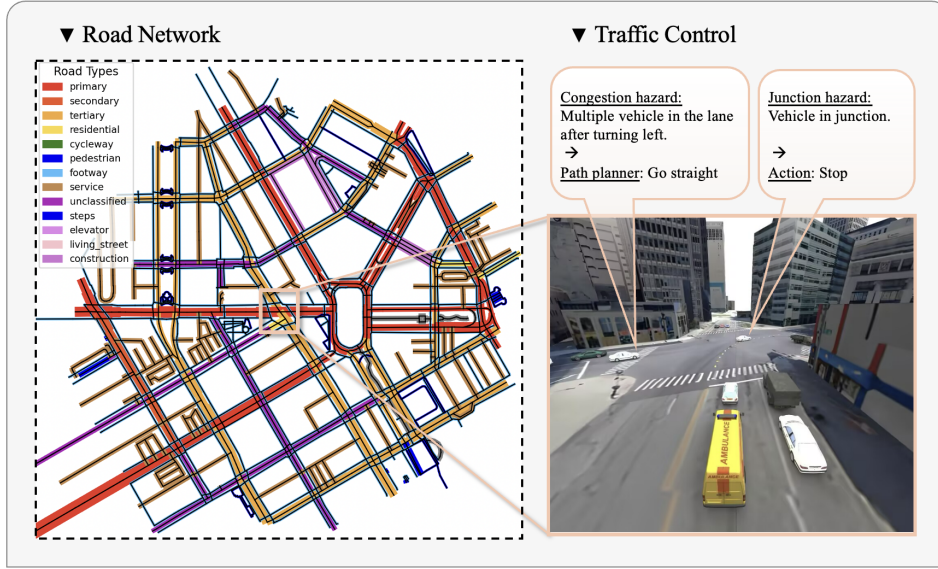 ▼ Road Network
Road Types
primary
secondary
tertiary
residential
cycleway
pedestrian
footway
service
unclassified
steps
elevator
living_street
construction
▼ Traffic Control
Congestion hazard:
Multiple vehicle in the lane
after turning left.
→
Path planner: Go straight
Junction hazard:
Vehicle in junction.
→
Action: Stop
AMBULANCE
AMBULANCE